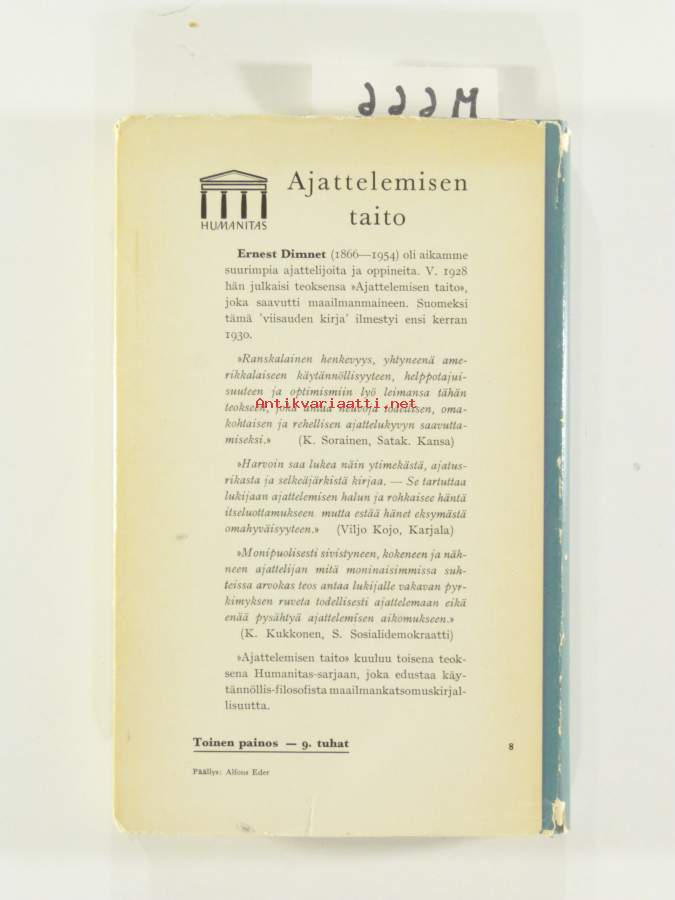 Ajattelemisen
taito
HUMANITAS
Ernest Dimnet (1866—1954) oli aikamme
suurimpia ajattelijoita ja oppineita. V. 1928
hän julkaisi teoksensa »Ajattelemisen taito»,
joka saavutti maailmanmaineen. Suomeksi
tämä 'viisauden kirja' ilmestyi ensi kerran
1930.
»Ranskalainen henkevyys, yhtyneenä ame-
rikkalaiseen käytännöllisyyteen, helppotajui-
suuteen ja optimismiin lyö leimansa tähän
Antikvariaatti.net
teokseen, joka antaa neuvoja todellisen, oma-
kohtaisen ja rehellisen ajattelukyvyn saavutta-
miseksi.» (K. Sorainen, Satak. Kansa)
»Harvoin saa lukea näin ytimekästä, ajatus-
rikasta ja selkeäjärkistä kirjaa. — Se tartuttaa
lukijaan ajattelemisen halun ja rohkaisee häntä
itseluottamukseen mutta estää hänet eksymästä
omahyväisyyteen.» (Viljo Kojo, Karjala)
»Monipuolisesti sivistyneen, kokeneen ja näh-
neen ajattelijan mitä moninaisimmissa suh-
teissa arvokas teos antaa lukijalle vakavan pyr-
kimyksen ruveta todellisesti ajattelemaan eikä
enää pysähtyä ajattelemisen aikomukseen.»
(K. Kukkonen, S. Sosialidemokraatti)
»Ajattelemisen taito» kuuluu toisena teok-
sena Humanitas-sarjaan, joka edustaa käy-
tännöllis-filosofista maailmankatsomuskirjal-
lisuutta.
Toinen painos — 9. tuhat
8
Päällys: Alfons Eder